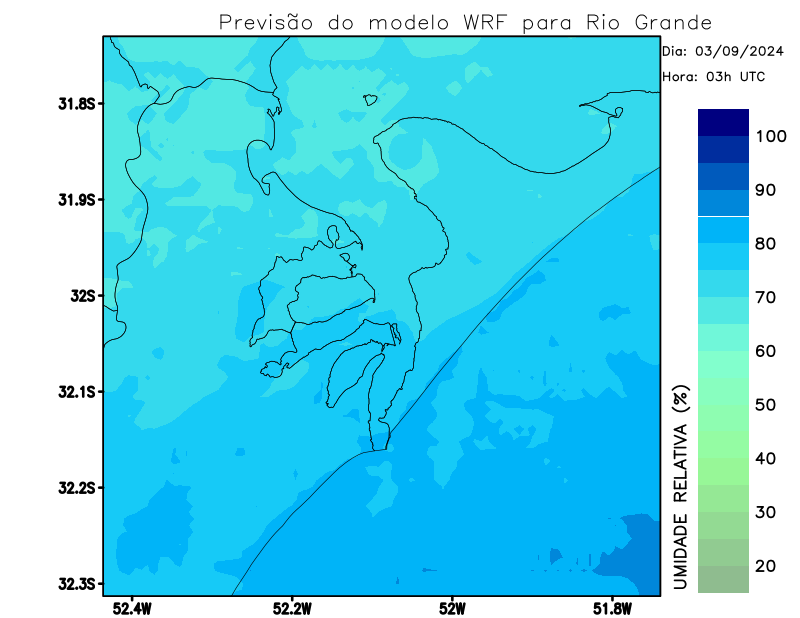 Previsão do modelo WRF para Rio Grande
Dia: 03/09/2024
Hora: 03h UTC
31.8S
31.9S
32S
32.1S
32.2S
32.3S
52.4W
52.2W
52W
51.8W
100
90
80
70
60
50
40
30
20
UMIDADE RELATIVA (%)